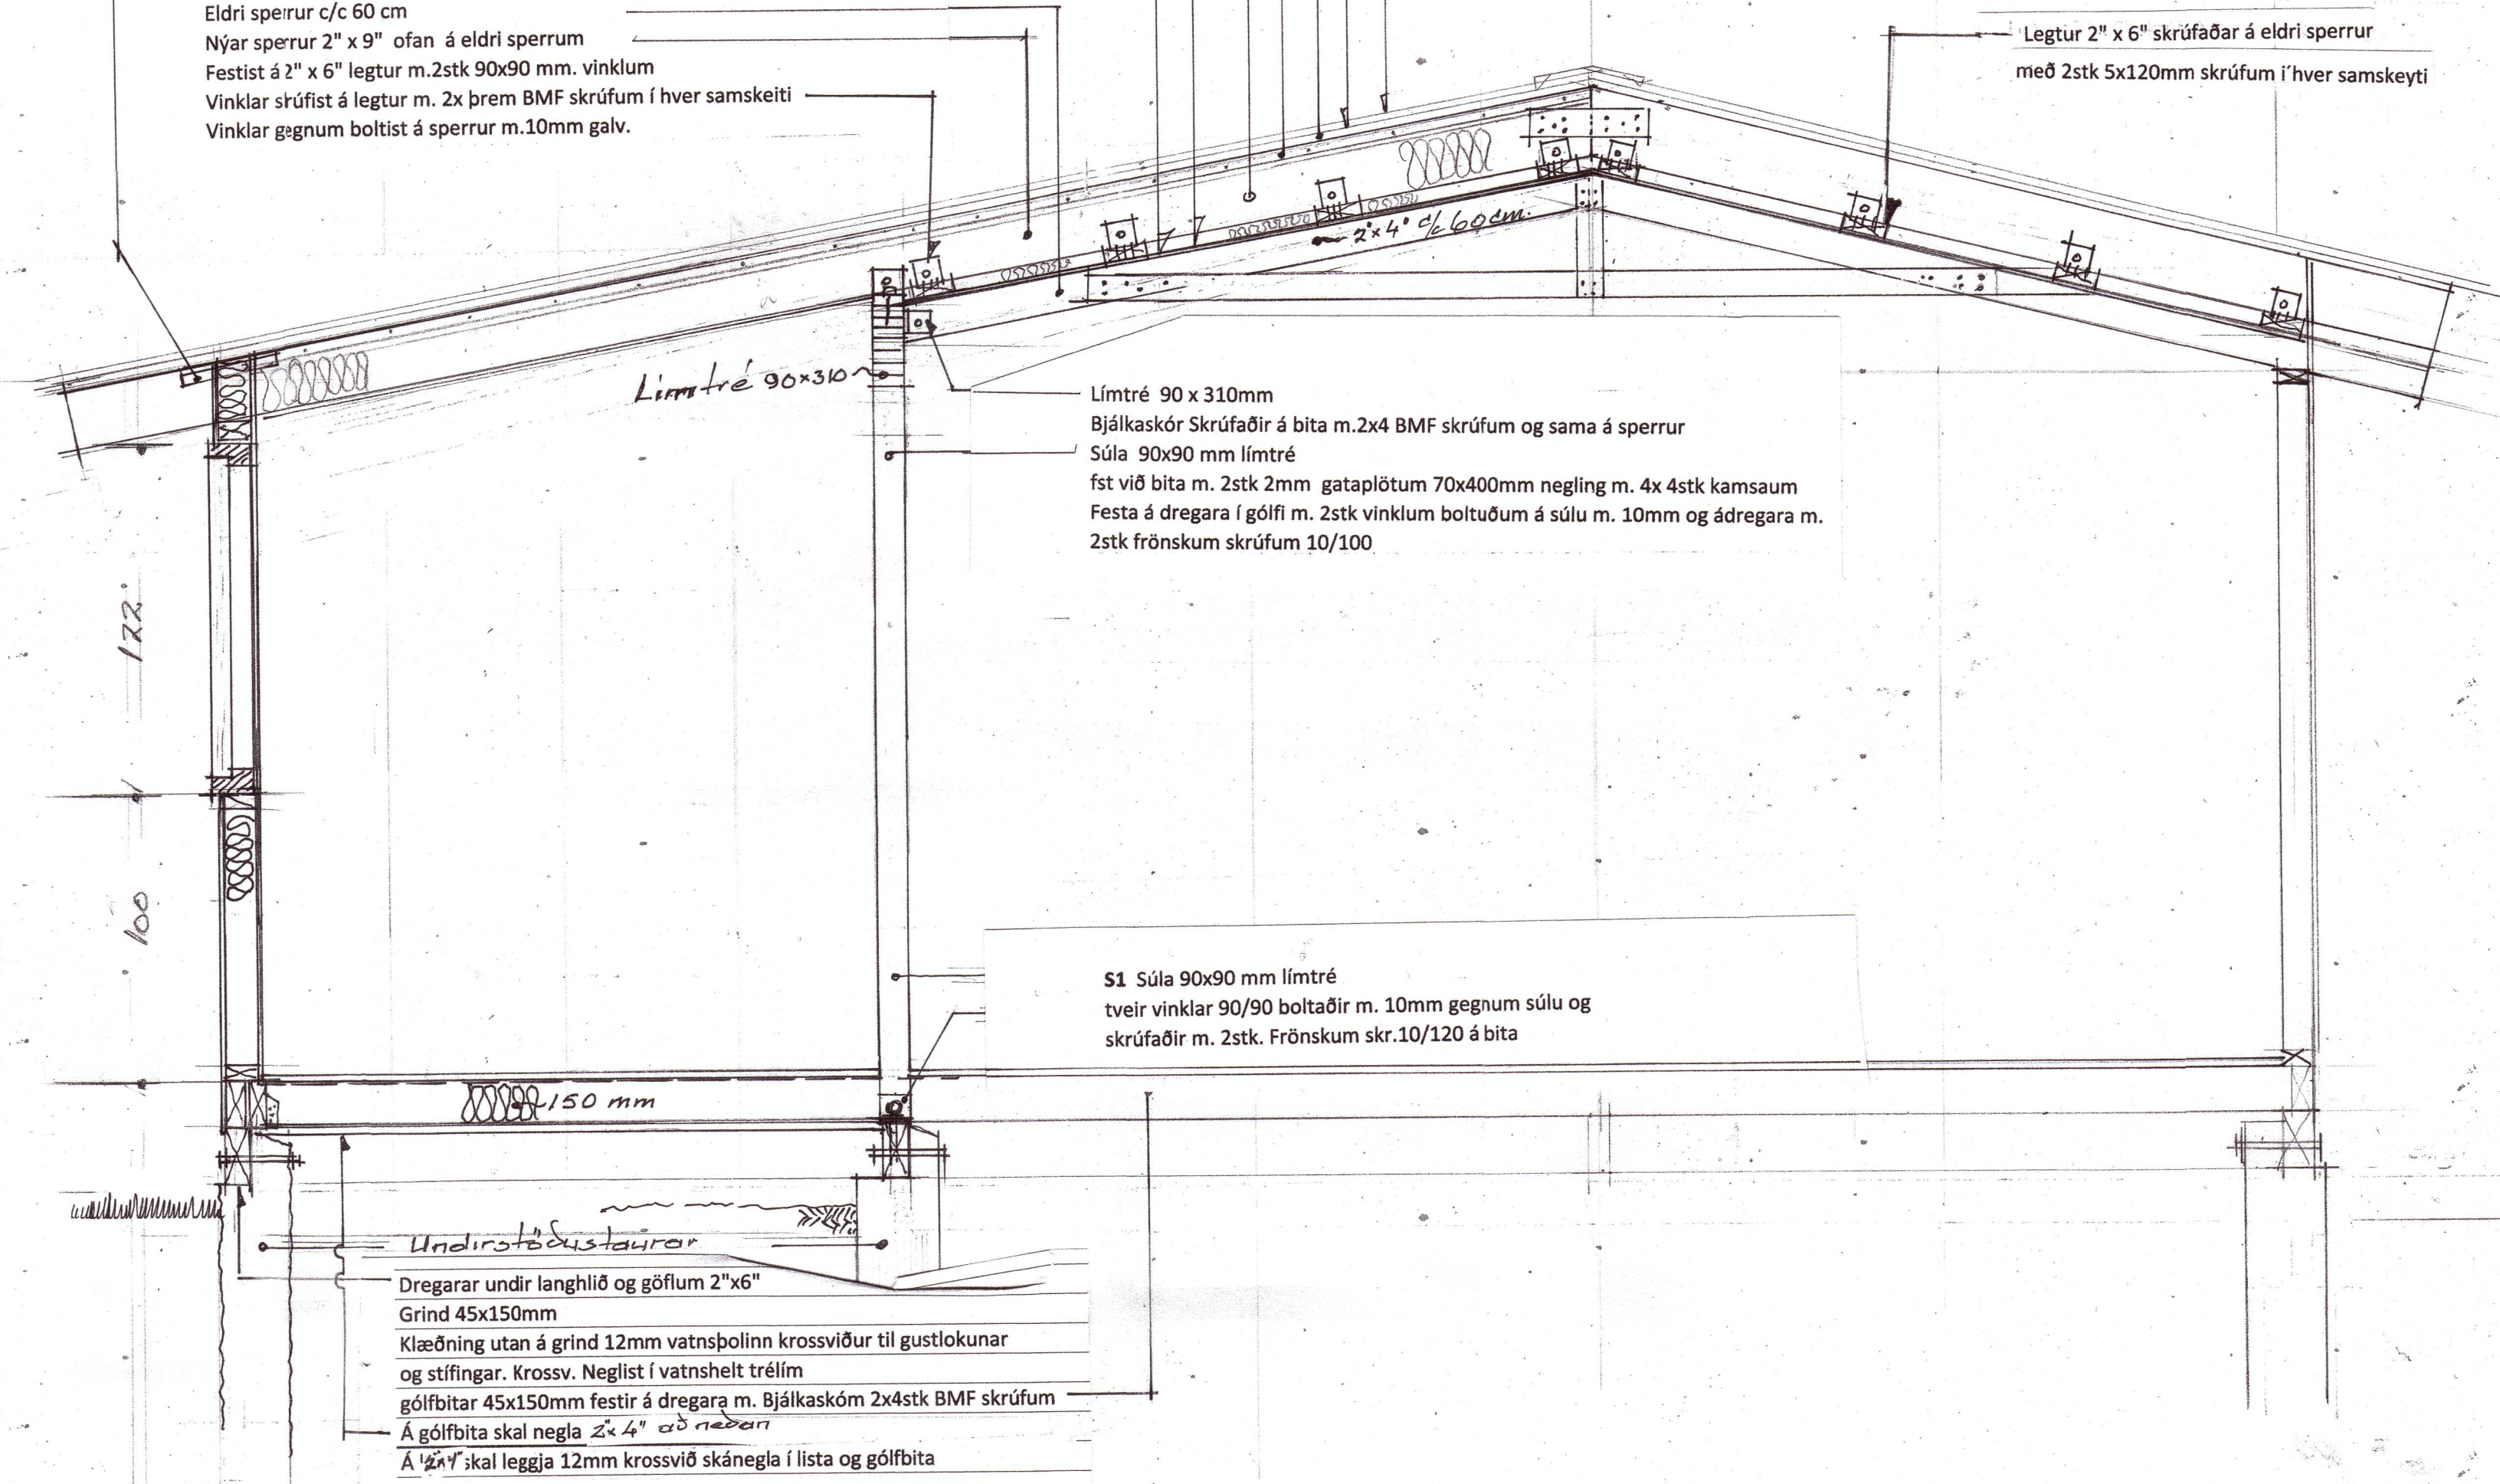 Eldri sperrur c/c 60 cm
Nýar sperrur 2" x 9" ofan á eldri sperrum
Festist á 2" x 6" legtur m.2stk 90x90 mm. vinklum
Vinklar skrúfist á legtur m. 2x þrem BMF skrúfum í hver samskeiti
Vinklar gegnum boltist á sperrur m.10mm galv.
Legtur 2" x 6" skrúfaðar á eldri sperrur
með 2stk 5x120mm skrúfum i´hver samskeyti
2"x4" c/c 60cm.
Límtré 90x310
Límtré 90 x 310mm
Bjálkaskór Skrúfaðir á bita m.2x4 BMF skrúfum og sama á sperrur
Súla 90x90 mm límtré
fst við bita m. 2stk 2mm gataplötum 70x400mm negling m. 4x 4stk kamsaum
Festa á dregara í gólfi m. 2stk vinklum boltuðum á súlu m. 10mm og ádregara m.
2stk frönskum skrúfum 10/100
122
100
S1 Súla 90x90 mm límtré
tveir vinklar 90/90 boltaðir m. 10mm gegnum súlu og
skrúfaðir m. 2stk. Frönskum skr.10/120 á bita
150 mm
Undirstöðustaurar
Dregarar undir langhlið og göflum 2"x6"
Grind 45x150mm
Klæðning utan á grind 12mm vatnsþolinn krossviður til gustlokunar
og stífingar. Krossv. Neglist í vatnshelt trélím
gólfbitar 45x150mm festir á dregara m. Bjálkaskóm 2x4stk BMF skrúfum
Á gólfbita skal negla 2"x4" að neðan
Á skal leggja 12mm krossvið skánegla í lista og gólfbita